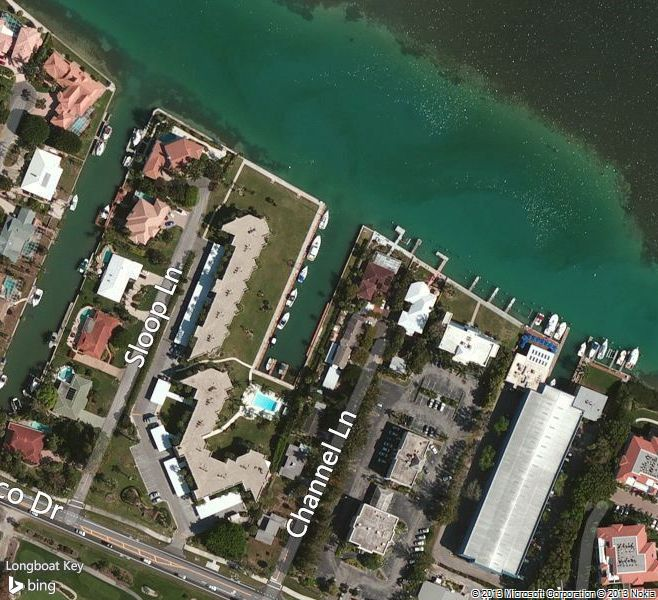 Sloop Ln
Channel Ln
co Dr
Longboat Key
bing
© 2013 Microsoft Corporation © 2013 Nokia